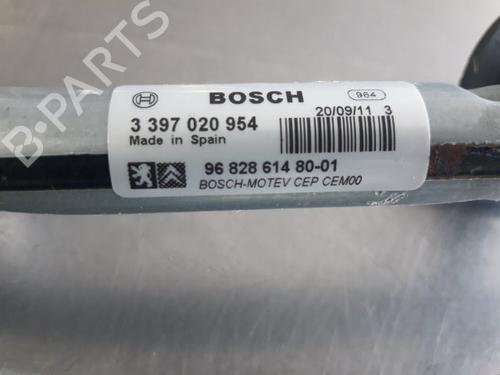 BOSCH
984
3 397 020 954
20/09/11 3
Made in Spain
96 828 614 80-01
BOSCH-MOTEV CEP CEM00
B-PARTS